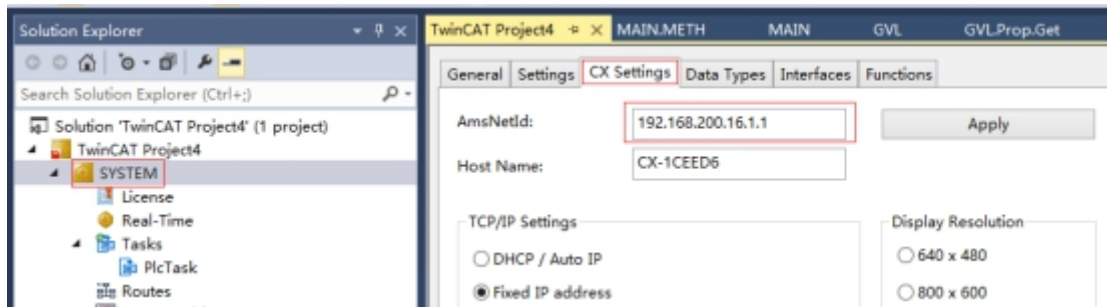 Solution Explorer
Search Solution Explorer (Ctrl+;)
Solution 'TwinCAT Project4' (1 project)
TwinCAT Project4
SYSTEM
License
Real-Time
Tasks
PlcTask
Routes
TwinCAT Project4 MAIN.METH MAIN GVL GVL.Prop.Get
General Settings CX Settings Data Types Interfaces Functions
AmsNetId: 192.168.200.16.1.1 Apply
Host Name: CX-1CEED6
TCP/IP Settings Display Resolution
DHCP / Auto IP 640 x 480
Fixed IP address 800 x 600